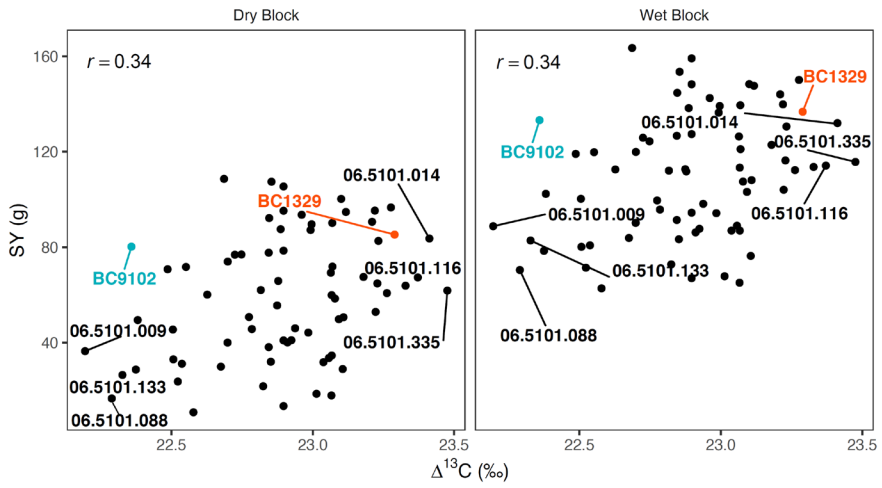 Dry Block
Wet Block
r = 0.34
r = 0.34
BC1329
06.5101.014
06.5101.014
06.5101.335
BC9102
06.5101.009
06.5101.116
06.5101.133
06.5101.088
BC1329
06.5101.116
BC9102
06.5101.009
06.5101.335
06.5101.133
06.5101.088
160
120
80
40
SY (g)
22.5
23.0
23.5
22.5
23.0
23.5
Δ¹³C (‰)